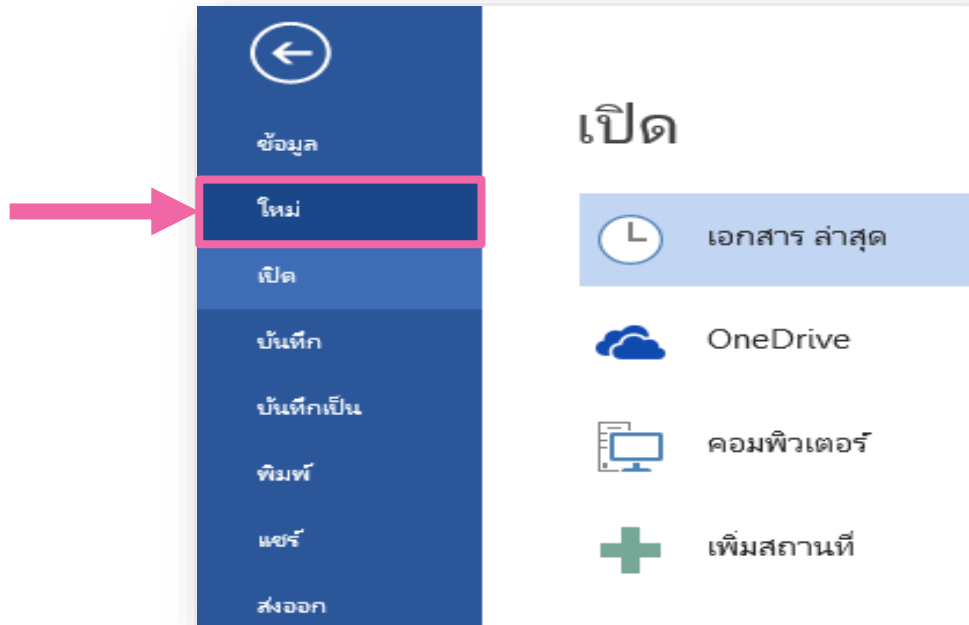 ข้อมูล
ใหม่
เปิด
บันทึก
บันทึกเป็น
พิมพ์
แชร์
ส่งออก
เปิด
เอกสาร ล่าสุด
OneDrive
คอมพิวเตอร์
เพิ่มสถานที่